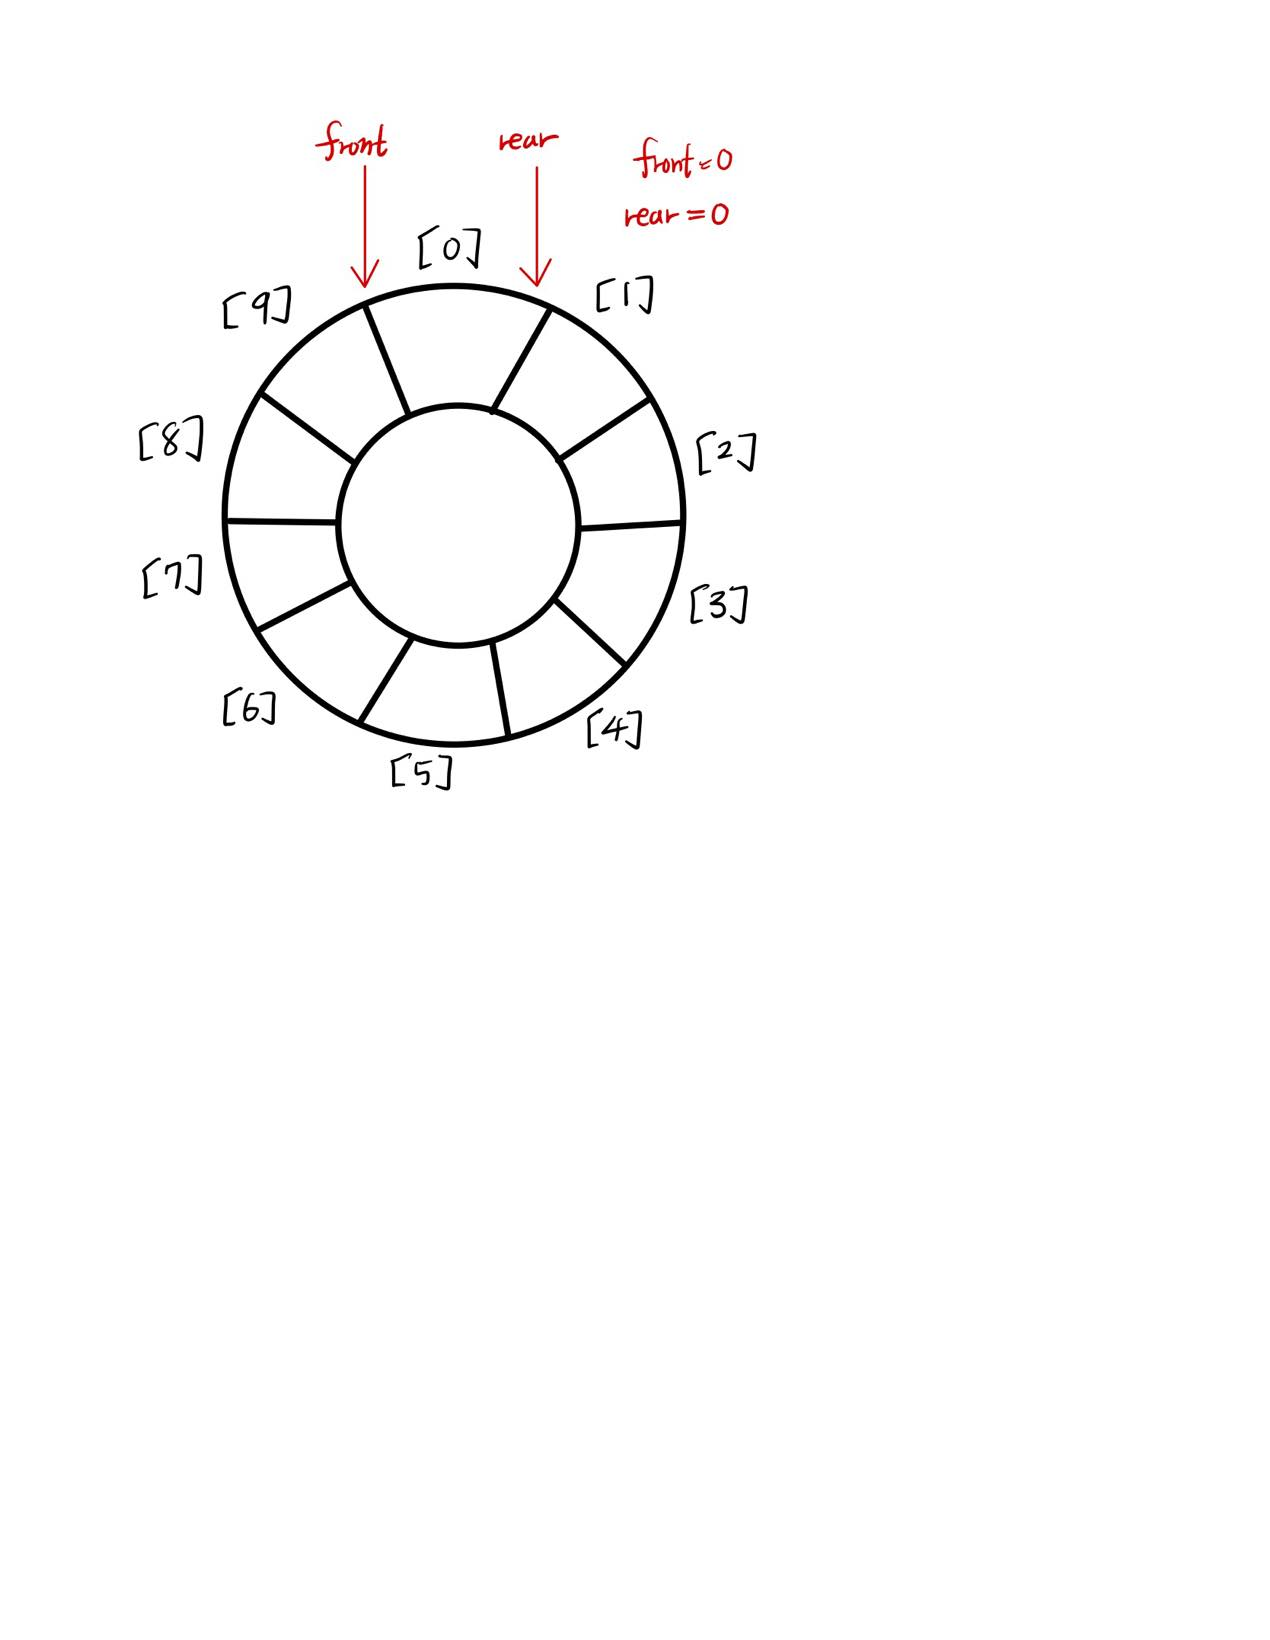 front
rear
front=0
rear=0
[0]
[1]
[9]
[2]
[8]
[3]
[7]
[4]
[6]
[5]